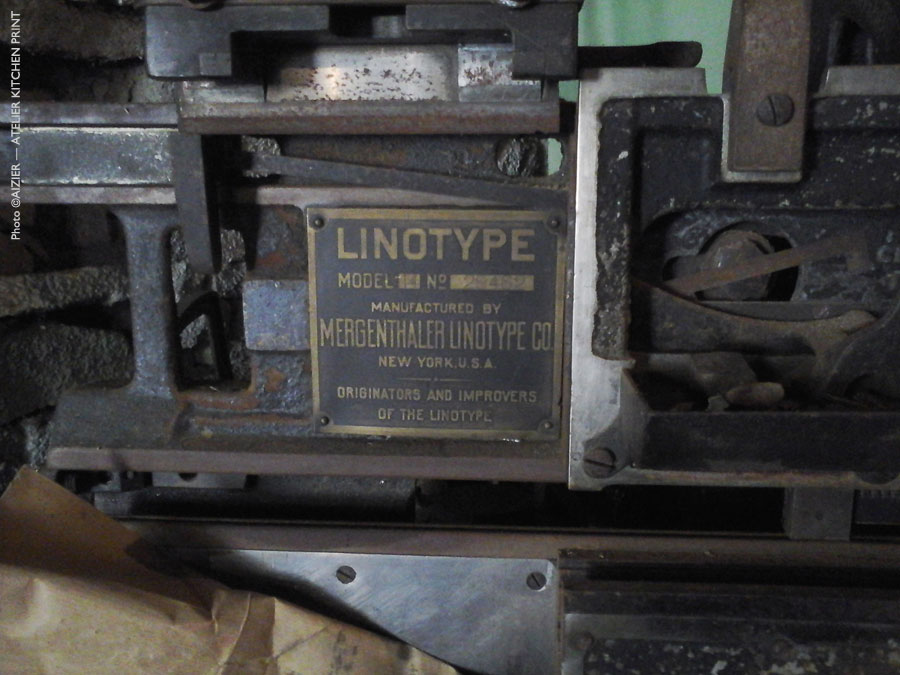 LINOTYPE
MODEL 14 Nº
MANUFACTURED BY
MERGENTHALER LINOTYPE CO.
NEW YORK, U.S.A.
ORIGINATORS AND IMPROVERS
OF THE LINOTYPE
Photo ©AIZIER — ATELIER KITCHEN PRINT